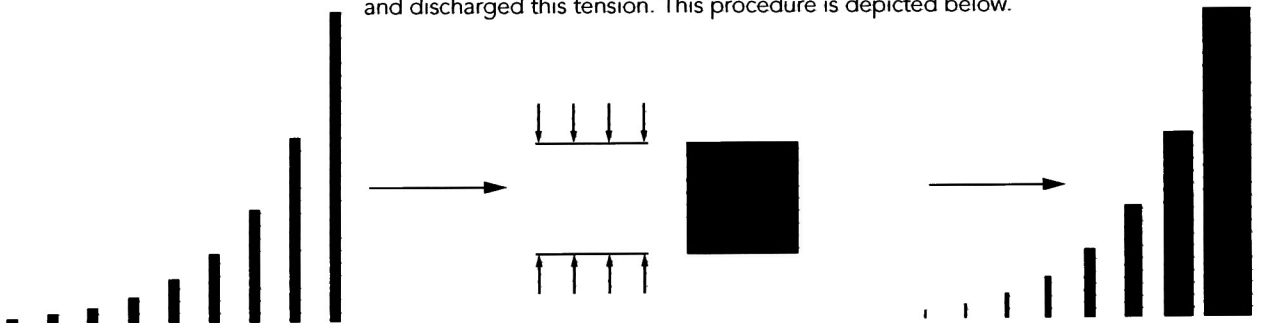 and discharged this tension. This procedure is depicted below.